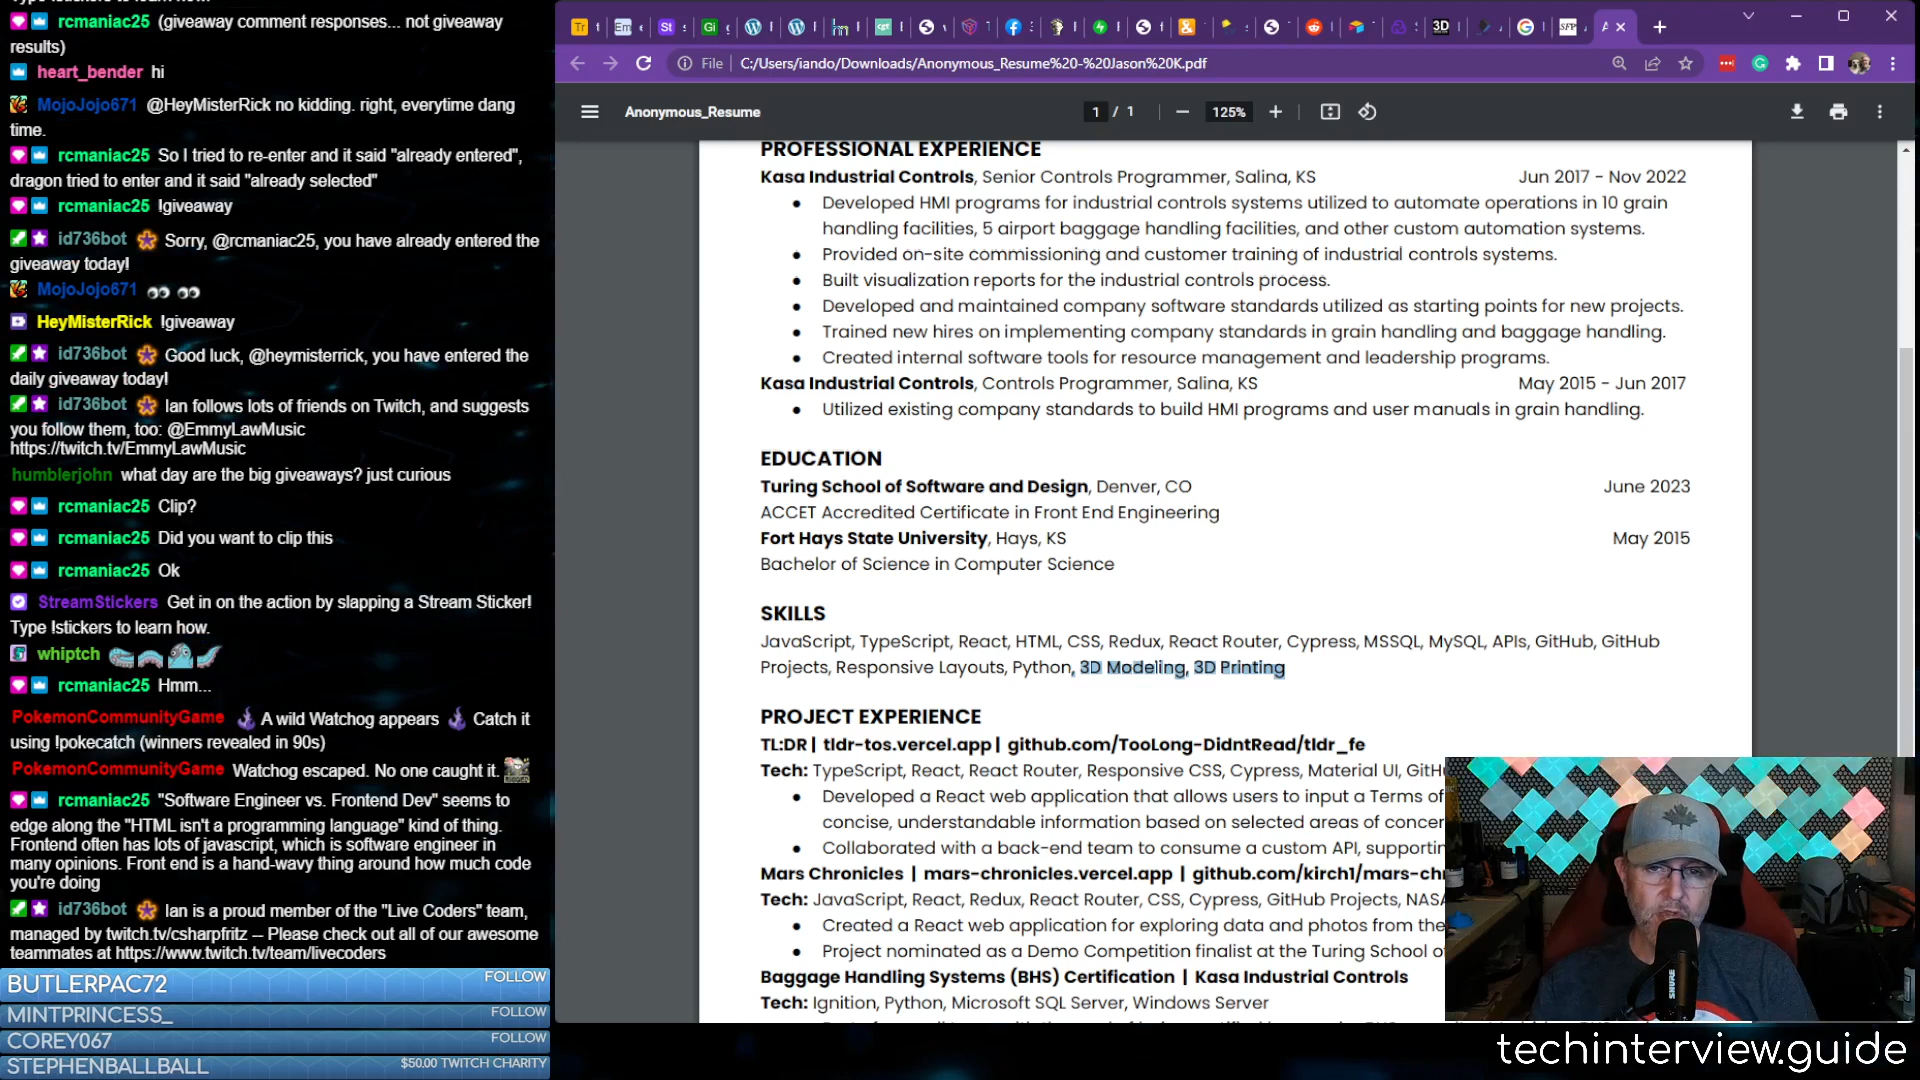 rcmaniac25 (giveaway comment responses... not giveaway
results)
heart_bender hi
MojoJojo671 @HeyMisterRick no kidding. right, everytime dang
time.
rcmaniac25 So I tried to re-enter and it said "already entered",
dragon tried to enter and it said "already selected"
rcmaniac25 !giveaway
id736bot Sorry, @rcmaniac25, you have already entered the
giveaway today!
MojoJojo671
HeyMisterRick !giveaway
id736bot Good luck, @heymisterrick, you have entered the
daily giveaway today!
id736bot Ian follows lots of friends on Twitch, and suggests
you follow them, too: @EmmyLawMusic
https://twitch.tv/EmmyLawMusic
humblerjohn what day are the big giveaways? just curious
rcmaniac25 Clip?
rcmaniac25 Did you want to clip this
rcmaniac25 Ok
StreamStickers Get in on the action by slapping a Stream Sticker!
Type !stickers to learn how.
whiptch
rcmaniac25 Hmm...
PokemonCommunityGame A wild Watchog appears Catch it
using !pokecatch (winners revealed in 90s)
PokemonCommunityGame Watchog escaped. No one caught it.
rcmaniac25 "Software Engineer vs. Frontend Dev" seems to
edge along the "HTML isn't a programming language" kind of thing.
Frontend often has lots of javascript, which is software engineer in
many opinions. Front end is a hand-wavy thing around how much code
you're doing
id736bot Ian is a proud member of the "Live Coders" team,
managed by twitch.tv/csharpfritz -- Please check out all of our awesome
teammates at https://www.twitch.tv/team/livecoders
BUTLERPAC72 FOLLOW
MINTPRINCESS_ FOLLOW
COREY067 FOLLOW
STEPHENBALLBALL $50.00 TWITCH CHARITY
File C:/Users/iando/Downloads/Anonymous_Resume%20-%20Jason%20K.pdf
Anonymous_Resume 1 / 1 125%
PROFESSIONAL EXPERIENCE
Kasa Industrial Controls, Senior Controls Programmer, Salina, KS Jun 2017 - Nov 2022
● Developed HMI programs for industrial controls systems utilized to automate operations in 10 grain
handling facilities, 5 airport baggage handling facilities, and other custom automation systems.
● Provided on-site commissioning and customer training of industrial controls systems.
● Built visualization reports for the industrial controls process.
● Developed and maintained company software standards utilized as starting points for new projects.
● Trained new hires on implementing company standards in grain handling and baggage handling.
● Created internal software tools for resource management and leadership programs.
Kasa Industrial Controls, Controls Programmer, Salina, KS May 2015 - Jun 2017
● Utilized existing company standards to build HMI programs and user manuals in grain handling.
EDUCATION
Turing School of Software and Design, Denver, CO June 2023
ACCET Accredited Certificate in Front End Engineering
Fort Hays State University, Hays, KS May 2015
Bachelor of Science in Computer Science
SKILLS
JavaScript, TypeScript, React, HTML, CSS, Redux, React Router, Cypress, MSSQL, MySQL, APIs, GitHub, GitHub
Projects, Responsive Layouts, Python, 3D Modeling, 3D Printing
PROJECT EXPERIENCE
TL:DR | tldr-tos.vercel.app | github.com/TooLong-DidntRead/tldr_fe
Tech: TypeScript, React, React Router, Responsive CSS, Cypress, Material UI, GitH
● Developed a React web application that allows users to input a Terms of
concise, understandable information based on selected areas of concer
● Collaborated with a back-end team to consume a custom API, supportin
Mars Chronicles | mars-chronicles.vercel.app | github.com/kirch1/mars-chr
Tech: JavaScript, React, Redux, React Router, CSS, Cypress, GitHub Projects, NASA
● Created a React web application for exploring data and photos from the
● Project nominated as a Demo Competition finalist at the Turing School of
Baggage Handling Systems (BHS) Certification | Kasa Industrial Controls
Tech: Ignition, Python, Microsoft SQL Server, Windows Server
SHURE
techinterview.guide